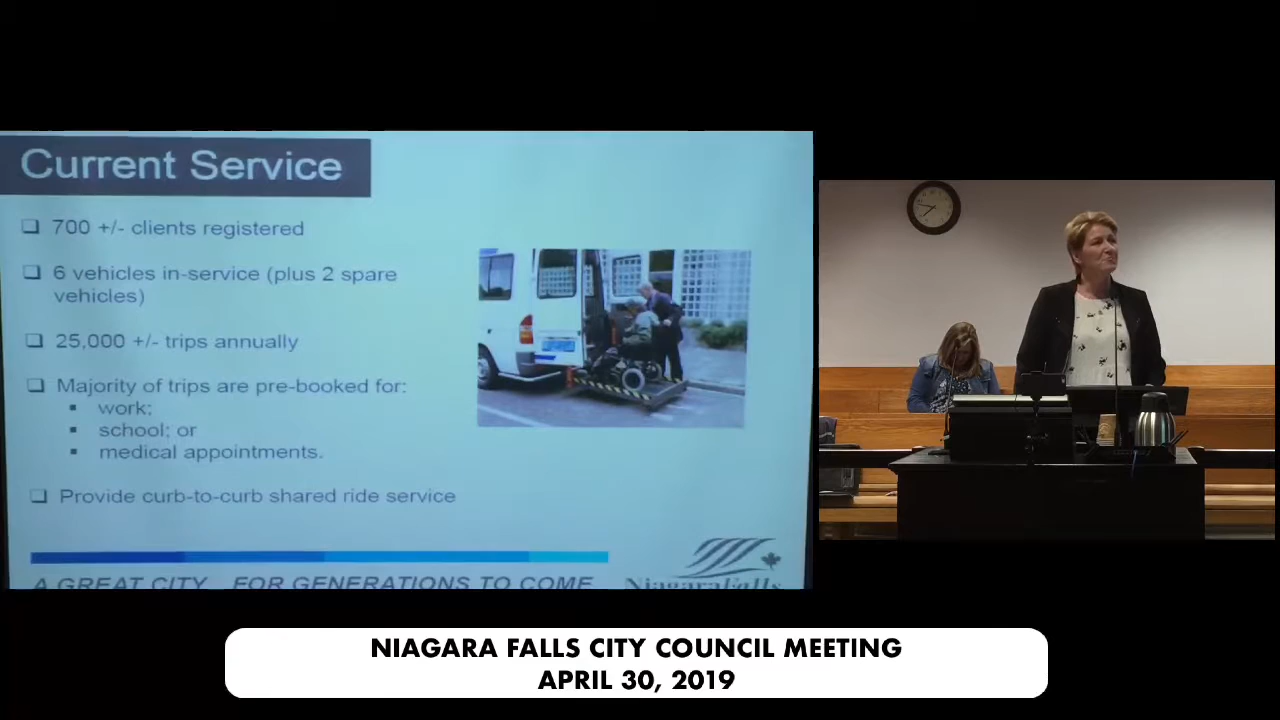 Current Service
700 +/- clients registered
6 vehicles in-service (plus 2 spare
vehicles)
25,000 +/- trips annually
Majority of trips are pre-booked for:
work;
school; or
medical appointments.
Provide curb-to-curb shared ride service
A GREAT CITY...FOR GENERATIONS TO COME
NiagaraFalls
NIAGARA FALLS CITY COUNCIL MEETING
APRIL 30, 2019